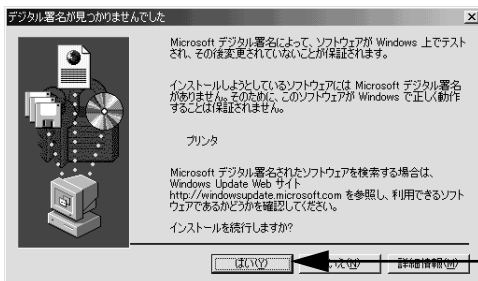 デジタル署名が見つかりませんでした
Microsoft デジタル署名によって、ソフトウェアが Windows 上でテスト
され、その後変更されていないことが保証されます。
インストールしようとしているソフトウェアには Microsoft デジタル署名
がありません。そのために、このソフトウェアが Windows で正しく動作
することは保証されません。
プリンタ
Microsoft デジタル署名されたソフトウェアを検索する場合は、
Windows Update Web サイト
http://windowsupdate.microsoft.com を参照し、利用できるソフト
ウェアであるかどうかを確認してください。
インストールを続行しますか?
はい(Y) いいえ(N) 詳細情報(M)